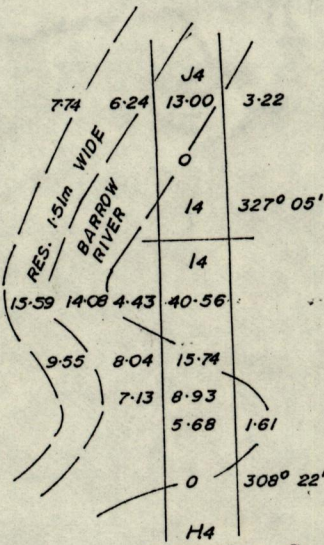 J4
7·74 6·24 13·00 3·22
0
RES. 1·51m WIDE
BARROW
RIVER
14 327° 05'
14
15·59 14·08 4·43 40·56
9·55 8·04 15·74
7·13 8·93
5·68 1·61
0 308° 22'
H4